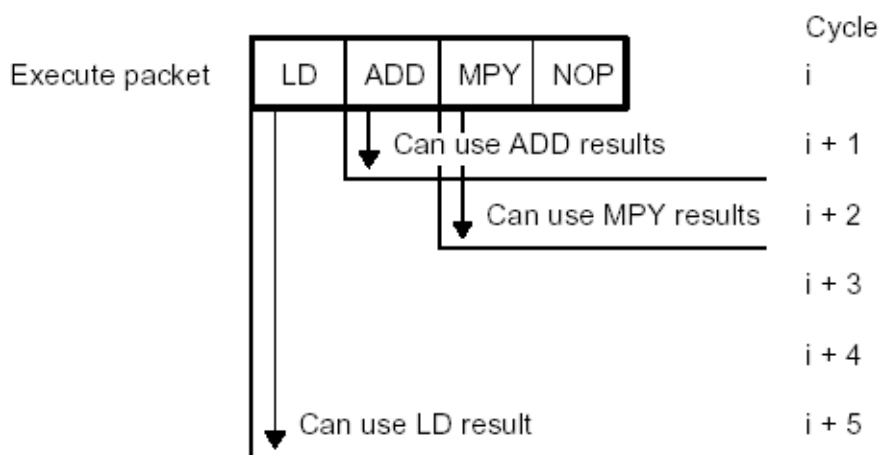 Cycle
Execute packet LD ADD MPY NOP i
Can use ADD results i + 1
Can use MPY results i + 2
i + 3
i + 4
Can use LD result i + 5